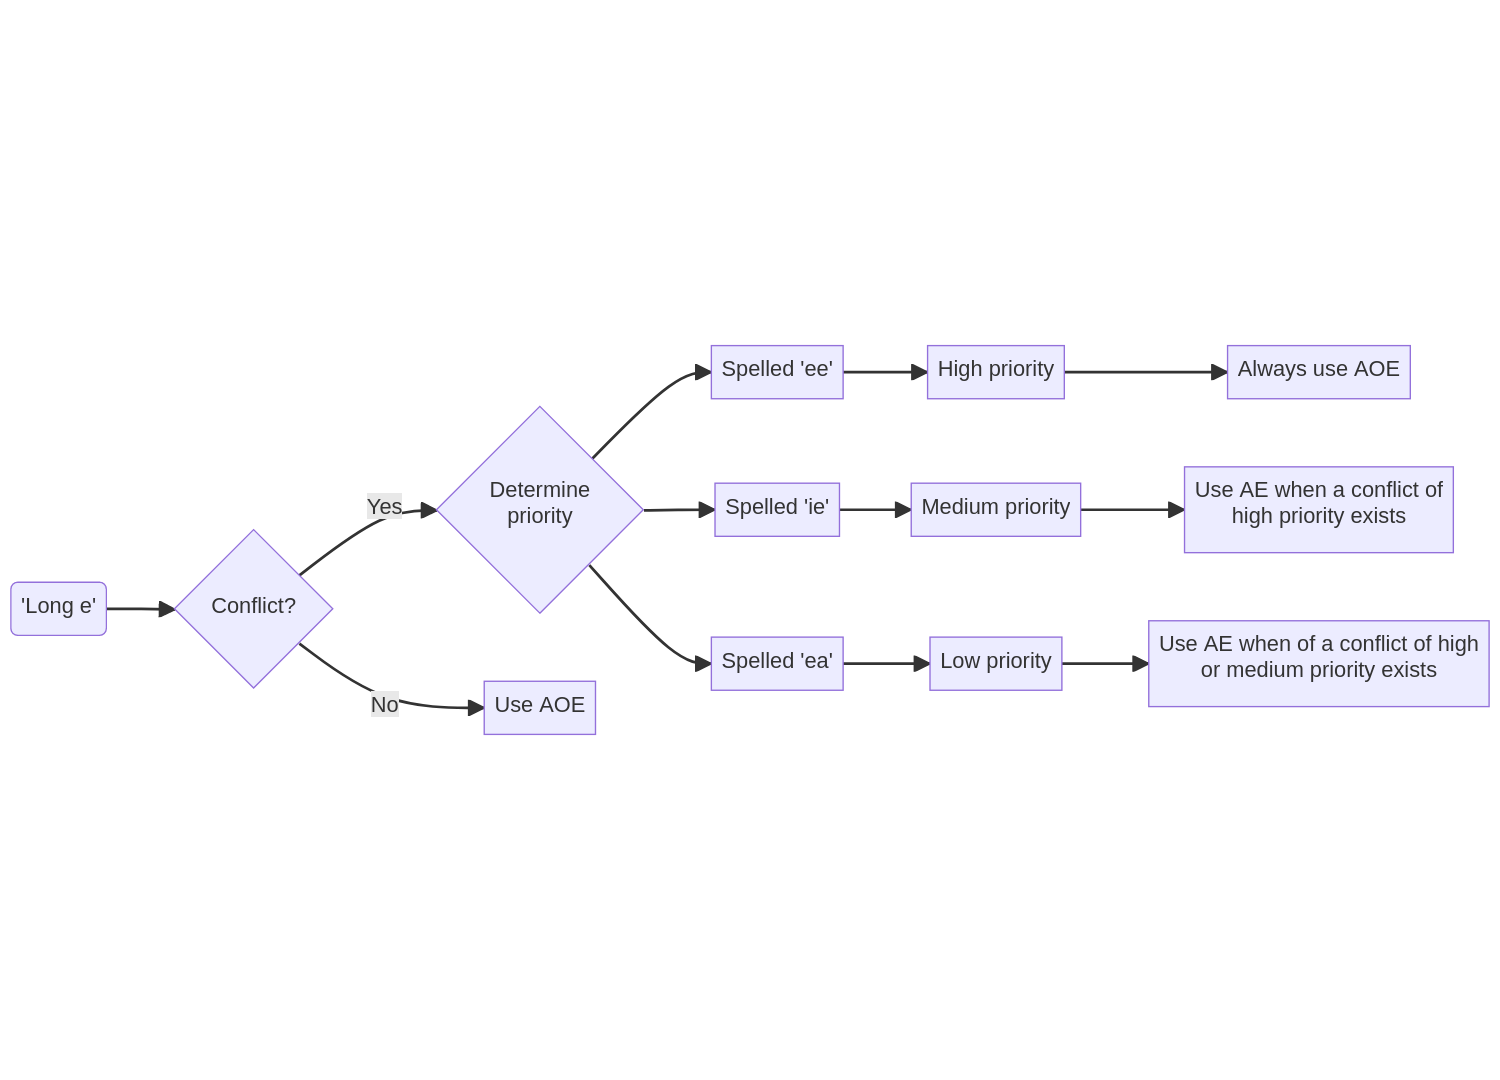 'Long e'
Conflict?
Yes
No
Determine
priority
Use AOE
Spelled 'ee'
High priority
Always use AOE
Spelled 'ie'
Medium priority
Use AE when a conflict of
high priority exists
Spelled 'ea'
Low priority
Use AE when of a conflict of high
or medium priority exists